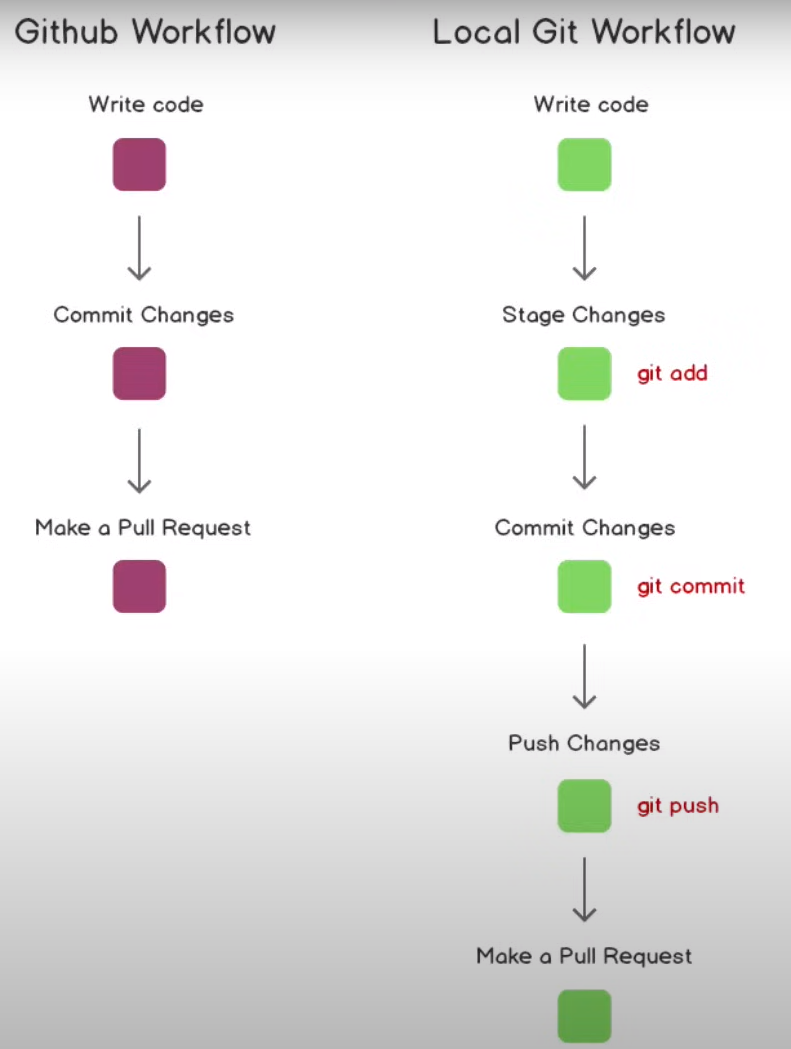 Github Workflow
Write code
Commit Changes
Make a Pull Request
Local Git Workflow
Write code
Stage Changes
git add
Commit Changes
git commit
Push Changes
git push
Make a Pull Request